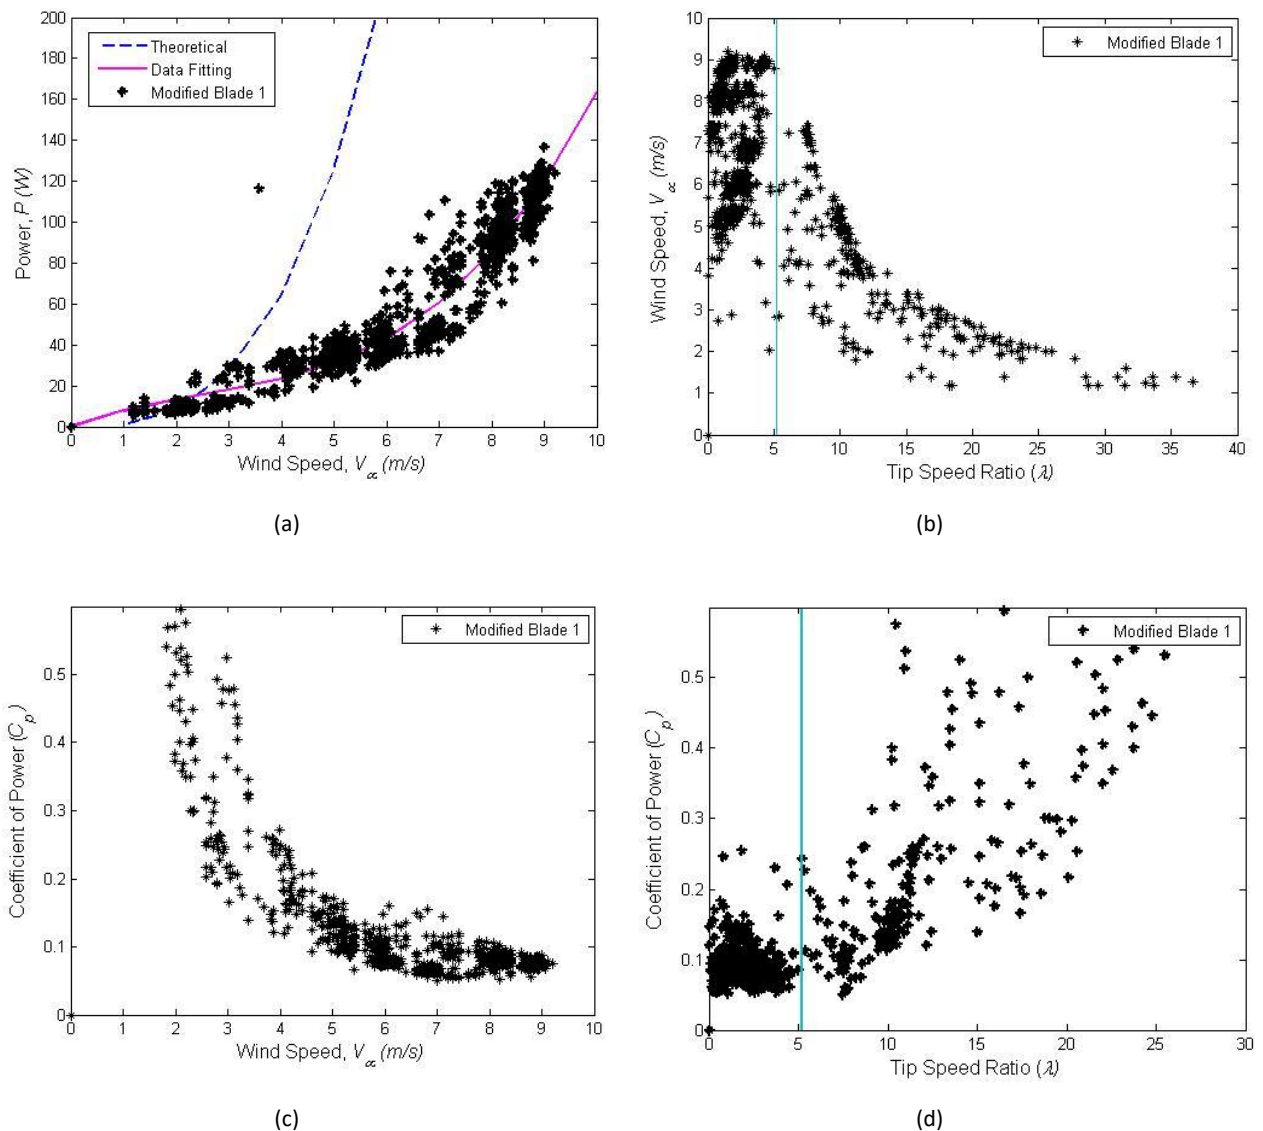 200
180
160
140
120
100
80
60
40
20
0
Power, P (W)
Theoretical
Data Fitting
Modified Blade 1
0 1 2 3 4 5 6 7 8 9 10
Wind Speed, V∝ (m/s)
(a)
10
9
8
7
6
5
4
3
2
1
0
Wind Speed, V∝ (m/s)
Modified Blade 1
0 5 10 15 20 25 30 35 40
Tip Speed Ratio (λ)
(b)
0.5
0.4
0.3
0.2
0.1
0
Coefficient of Power (Cp)
Modified Blade 1
0 1 2 3 4 5 6 7 8 9 10
Wind Speed, V∝ (m/s)
(c)
0.5
0.4
0.3
0.2
0.1
0
Coefficient of Power (Cp)
Modified Blade 1
0 5 10 15 20 25 30
Tip Speed Ratio (λ)
(d)